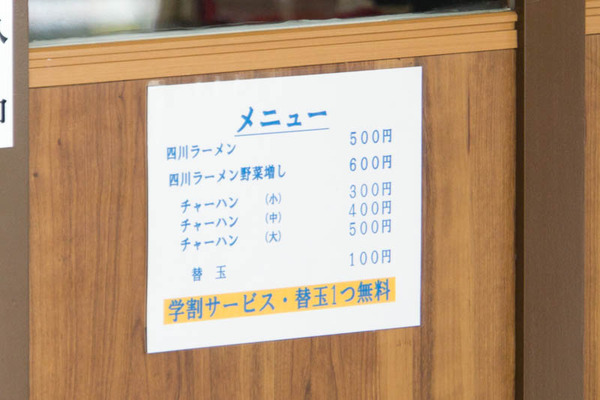 メニュー
四川ラーメン 500円
四川ラーメン野菜増し 600円
チャーハン (小) 300円
チャーハン (中) 400円
チャーハン (大) 500円
替玉 100円
学割サービス・替玉1つ無料